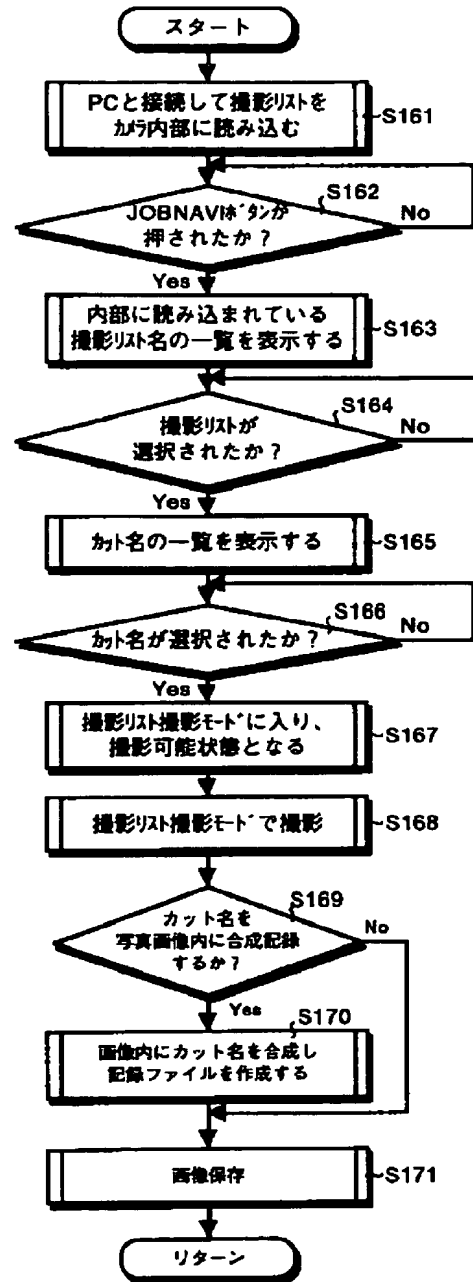 スタート
PCと接続して撮影リストを
ｶﾒﾗ内部に読み込む
S161
S162
JOBNAVIﾎﾞﾀﾝが
押されたか？
No
Yes
内部に読み込まれている
撮影リスト名の一覧を表示する
S163
S164
撮影リストが
選択されたか？
No
Yes
ｶｯﾄ名の一覧を表示する
S165
S166
ｶｯﾄ名が選択されたか？
No
Yes
撮影ﾘｽﾄ撮影ﾓｰﾄﾞに入り、
撮影可能状態となる
S167
撮影ﾘｽﾄ撮影ﾓｰﾄﾞで撮影
S168
S169
カット名を
写真画像内に合成記録
するか？
No
Yes
S170
画像内にカット名を合成し
記録ファイルを作成する
画像保存
S171
リターン